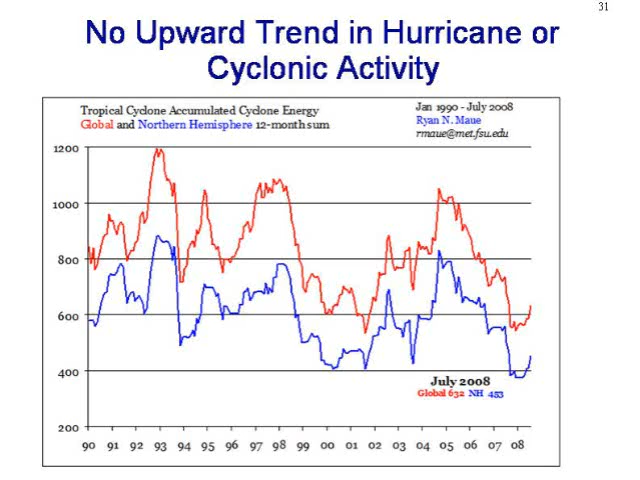 31
No Upward Trend in Hurricane or
Cyclonic Activity
Tropical Cyclone Accumulated Cyclone Energy
Global and Northern Hemisphere 12-month sum
Jan 1990 - July 2008
Ryan N. Maue
rmaue@met.fsu.edu
1200
1000
800
600
400
200
July 2008
Global 632 NH 453
90 91 92 93 94 95 96 97 98 99 00 01 02 03 04 05 06 07 08